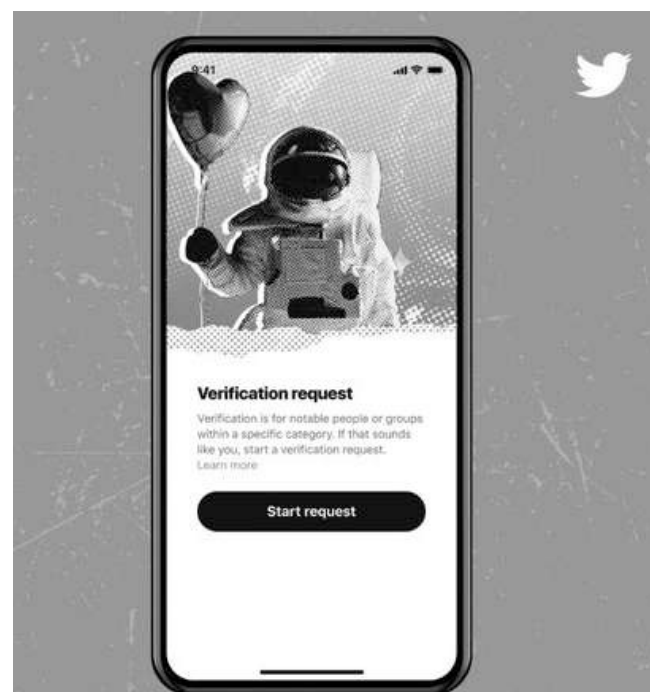 9:41
Verification request
Verification is for notable people or groups
within a specific category. If that sounds
like you, start a verification request.
Learn more
Start request